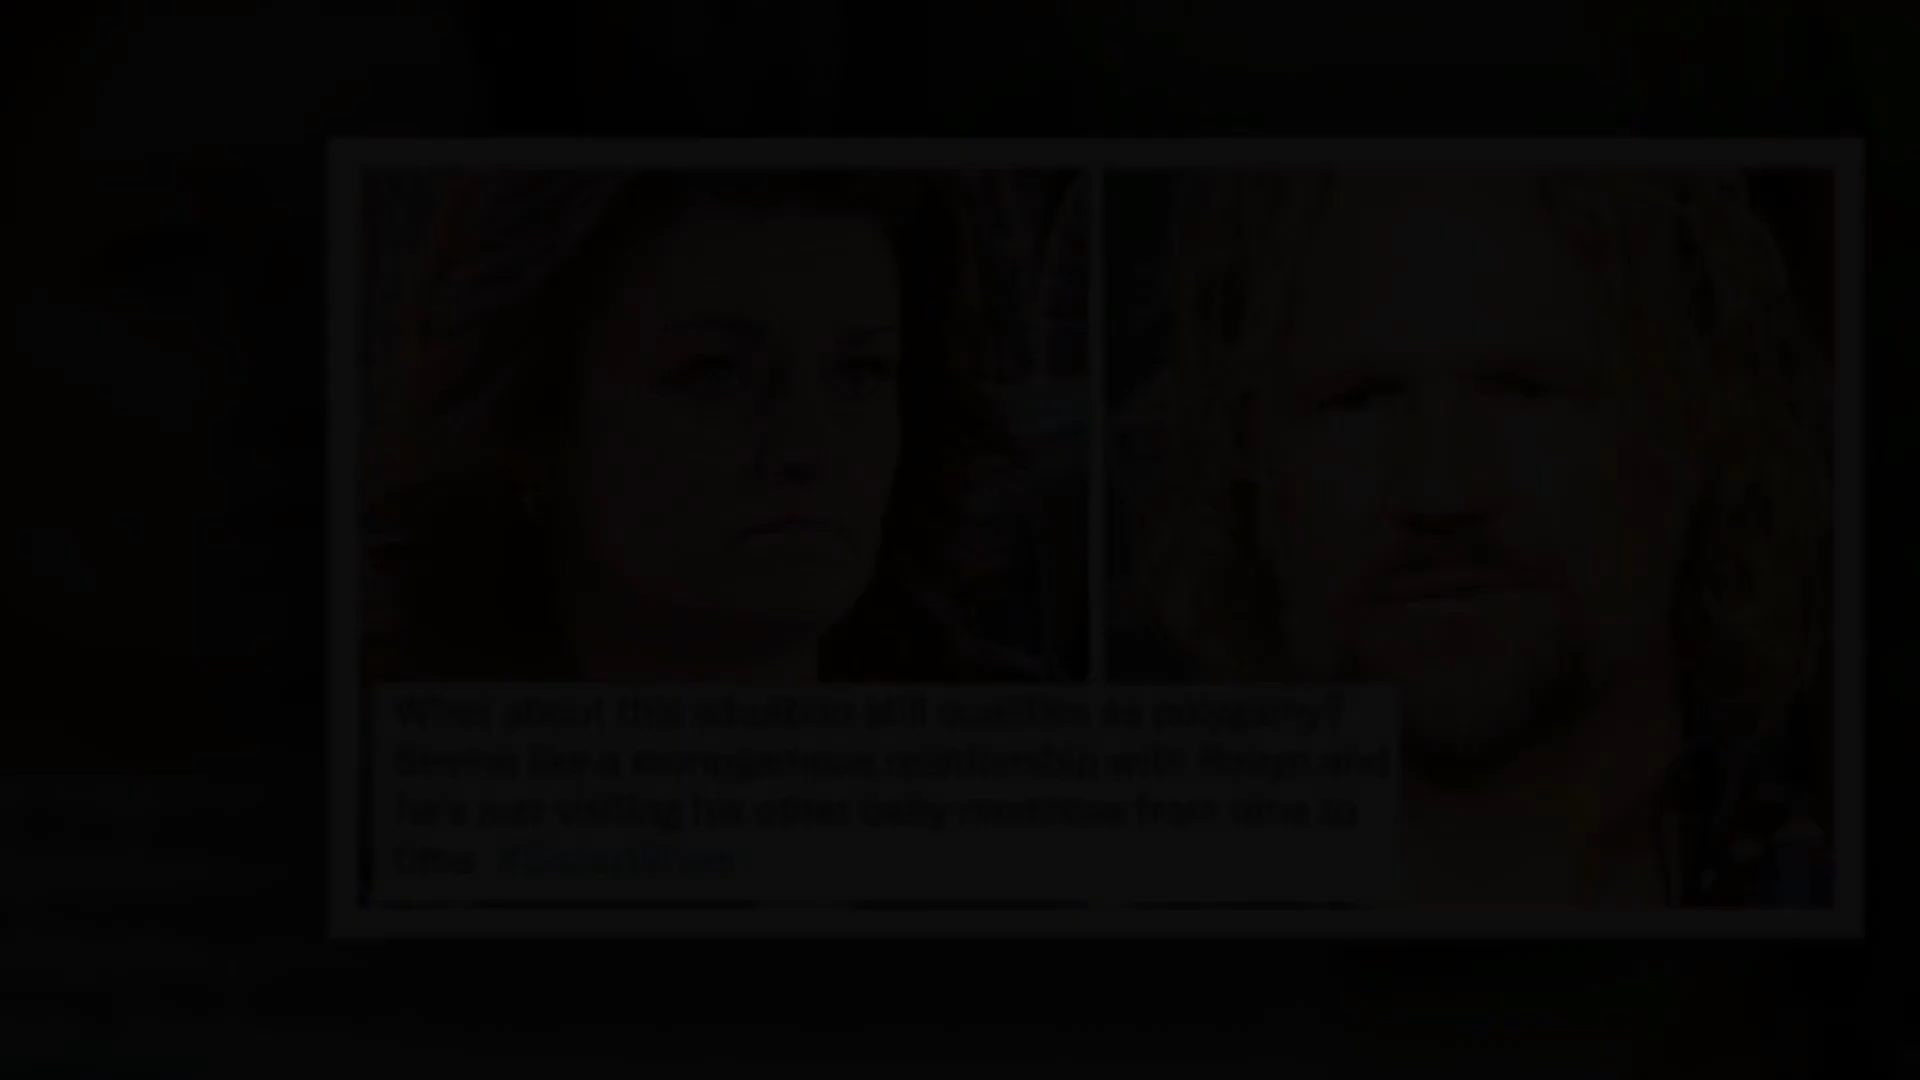 What about this situation still qualifies as polygamy?
Seems like a monogamous relationship with Robyn and
he's just visiting his other baby mommas from time to
time. #SisterWives